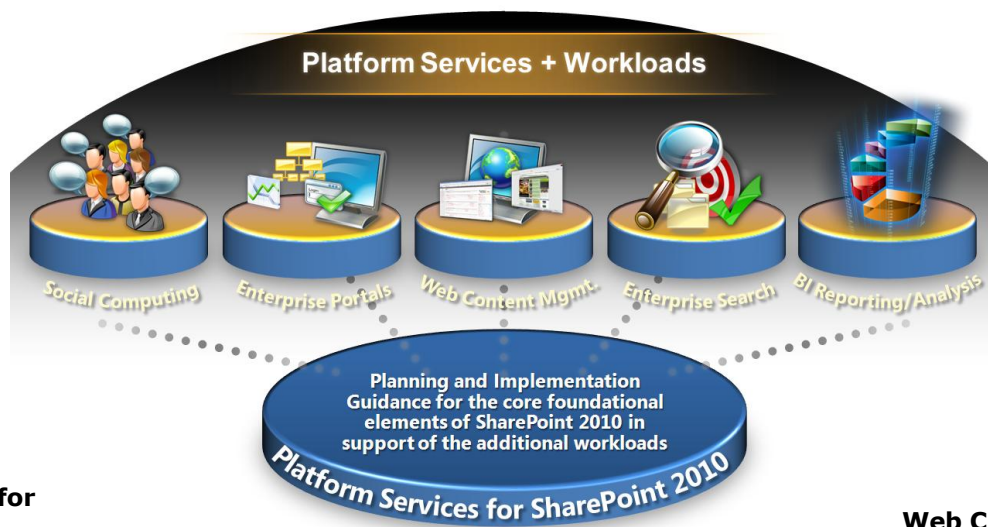 Platform Services + Workloads
Social Computing
Enterprise Portals
Web Content Mgmt.
Enterprise Search
BI Reporting/Analysis
Planning and Implementation
Guidance for the core foundational
elements of SharePoint 2010 in
support of the additional workloads
Platform Services for SharePoint 2010
for
Web C